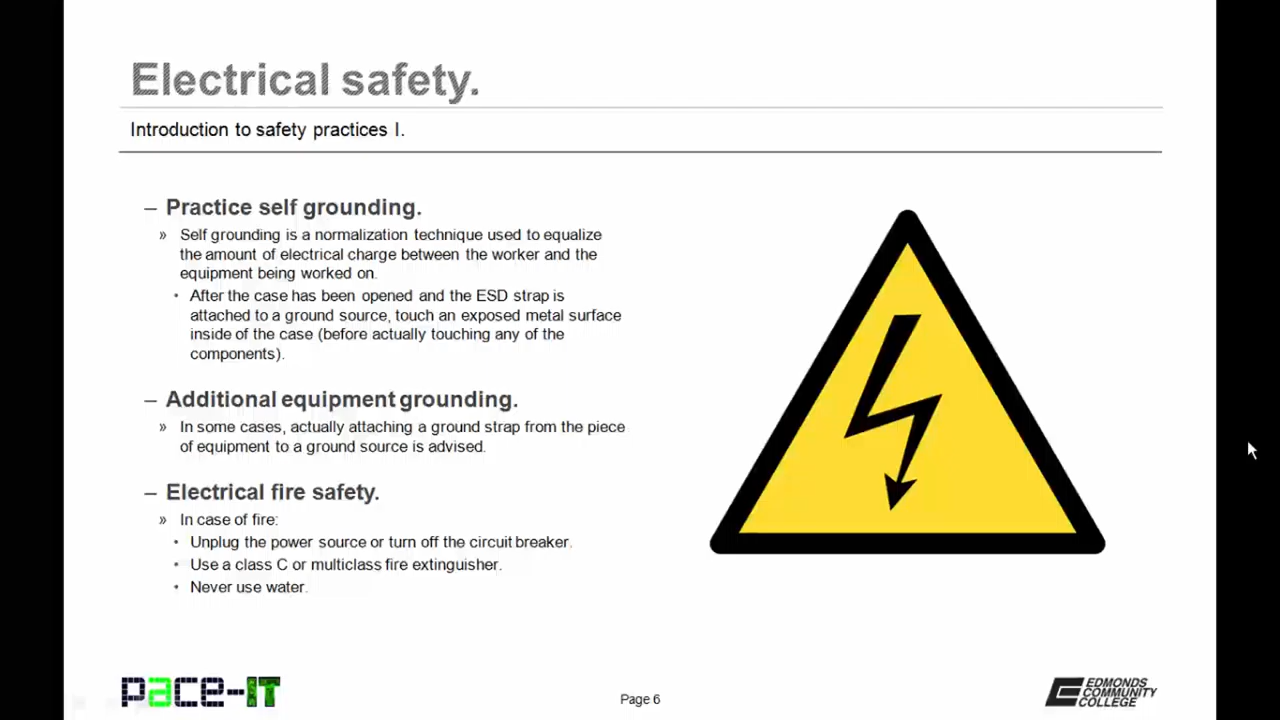 Electrical safety.
Introduction to safety practices I.
– Practice self grounding.
» Self grounding is a normalization technique used to equalize
the amount of electrical charge between the worker and the
equipment being worked on.
• After the case has been opened and the ESD strap is
attached to a ground source, touch an exposed metal surface
inside of the case (before actually touching any of the
components).
– Additional equipment grounding.
» In some cases, actually attaching a ground strap from the piece
of equipment to a ground source is advised.
– Electrical fire safety.
» In case of fire:
• Unplug the power source or turn off the circuit breaker.
• Use a class C or multiclass fire extinguisher.
• Never use water.
pace-IT
Page 6
EDMONDS
COMMUNITY
COLLEGE